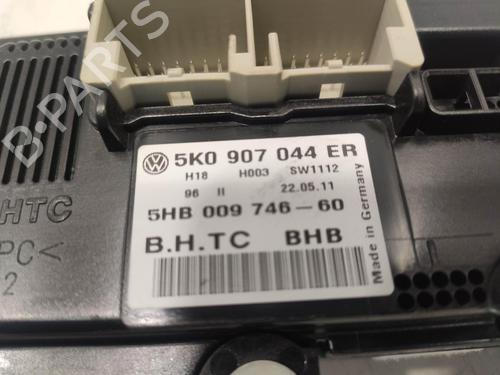 B-PARTS
5K0 907 044 ER
H18 H003 SW1112
96 II 22.05.11
5HB 009 746-60
B.H.TC BHB
Made in Germany
.HTC
PC<
2